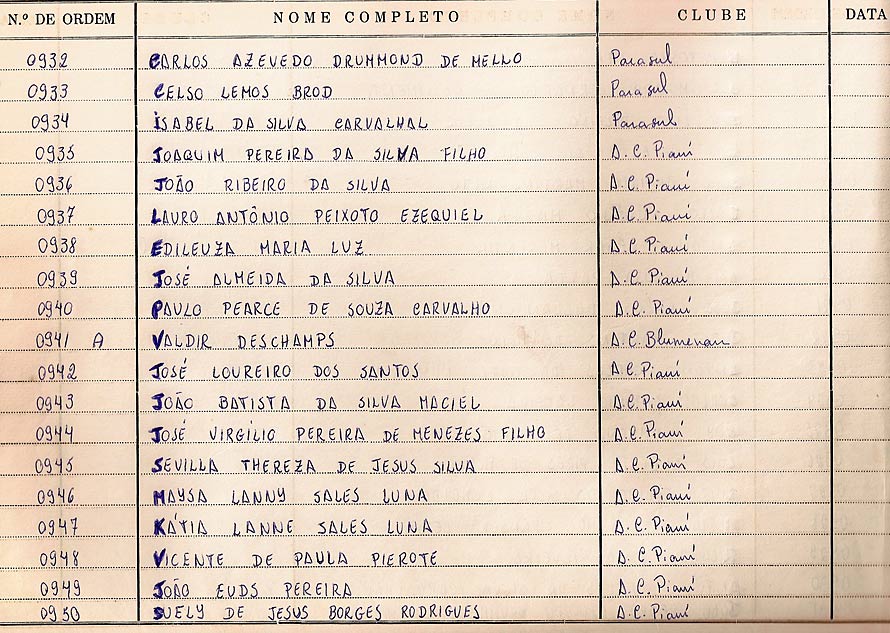 N.º DE ORDEM NOME COMPLETO CLUBE DATA
0932 CARLOS AZEVEDO DRUMMOND DE MELLO Parasul
0933 CELSO LEMOS BROD Parasul
0934 ISABEL DA SILVA CARVALHAL Parasul
0935 JOAQUIM PEREIRA DA SILVA FILHO A.C. Piauí
0936 JOÃO RIBEIRO DA SILVA A.C. Piauí
0937 LAURO ANTÔNIO PEIXOTO EZEQUIEL A.C. Piauí
0938 EDILEUZA MARIA LUZ A.C. Piauí
0939 JOSÉ ALMEIDA DA SILVA A.C. Piauí
0940 PAULO PEARCE DE SOUZA CARVALHO A.C. Piauí
0941 A VALDIR DESCHAMPS A.C. Blumenau
0942 JOSÉ LOUREIRO DOS SANTOS A.C. Piauí
0943 JOÃO BATISTA DA SILVA MACIEL A.C. Piauí
0944 JOSÉ VIRGÍLIO PEREIRA DE MENEZES FILHO A.C. Piauí
0945 SEVILLA THEREZA DE JESUS SILVA A.C. Piauí
0946 MAYSA LANNY SALES LUNA A.C. Piauí
0947 KÁTIA LANNE SALES LUNA A.C. Piauí
0948 VICENTE DE PAULA PIEROTE A.C. Piauí
0949 JOÃO EUDS PEREIRA A.C. Piauí
0950 SUELY DE JESUS BORGES RODRIGUES A.C. Piauí